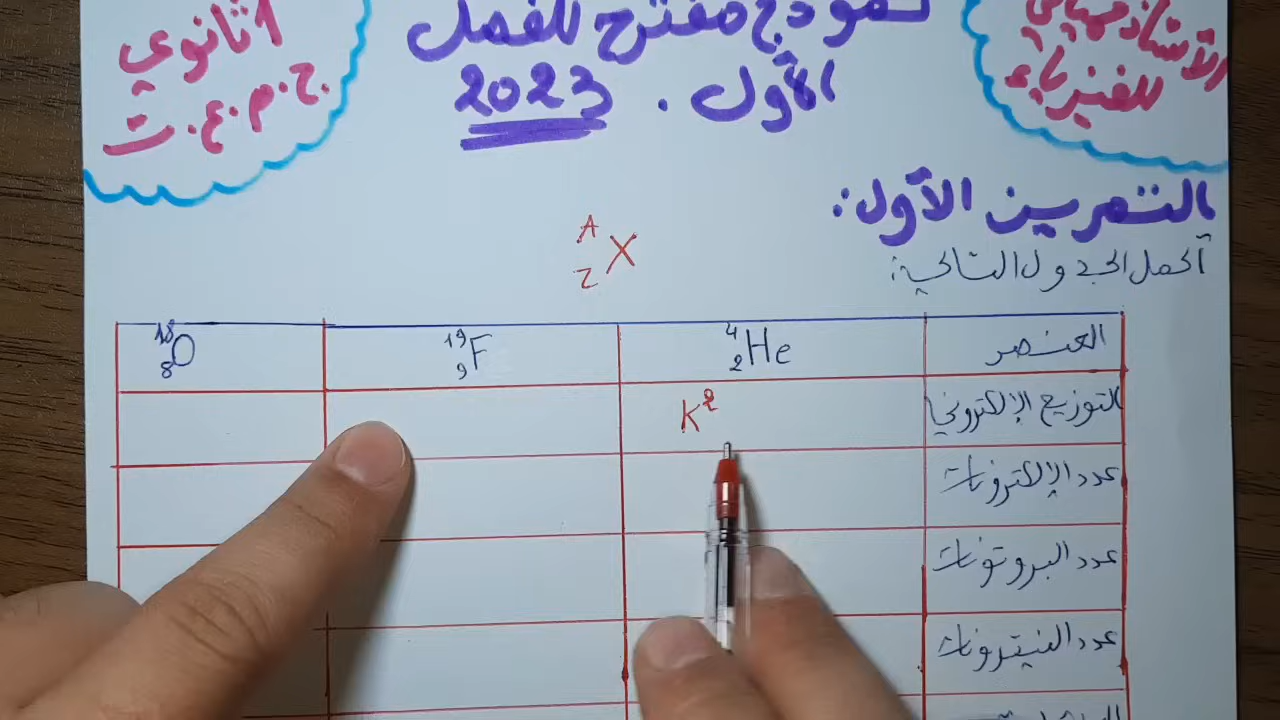 الأستاذ
للفيزياء
نموذج مقترح للفصل
الأول. 2023
1 ثانوي
ج.م.ع.ت
التمرين الأول:
أكمل الجدول التالي:
A
Z X
العنصر 4 2 He 19 9 F 18 8 O
التوزيع الإلكتروني K2
عدد الإلكترونات
عدد البروتونات
عدد النيترونات